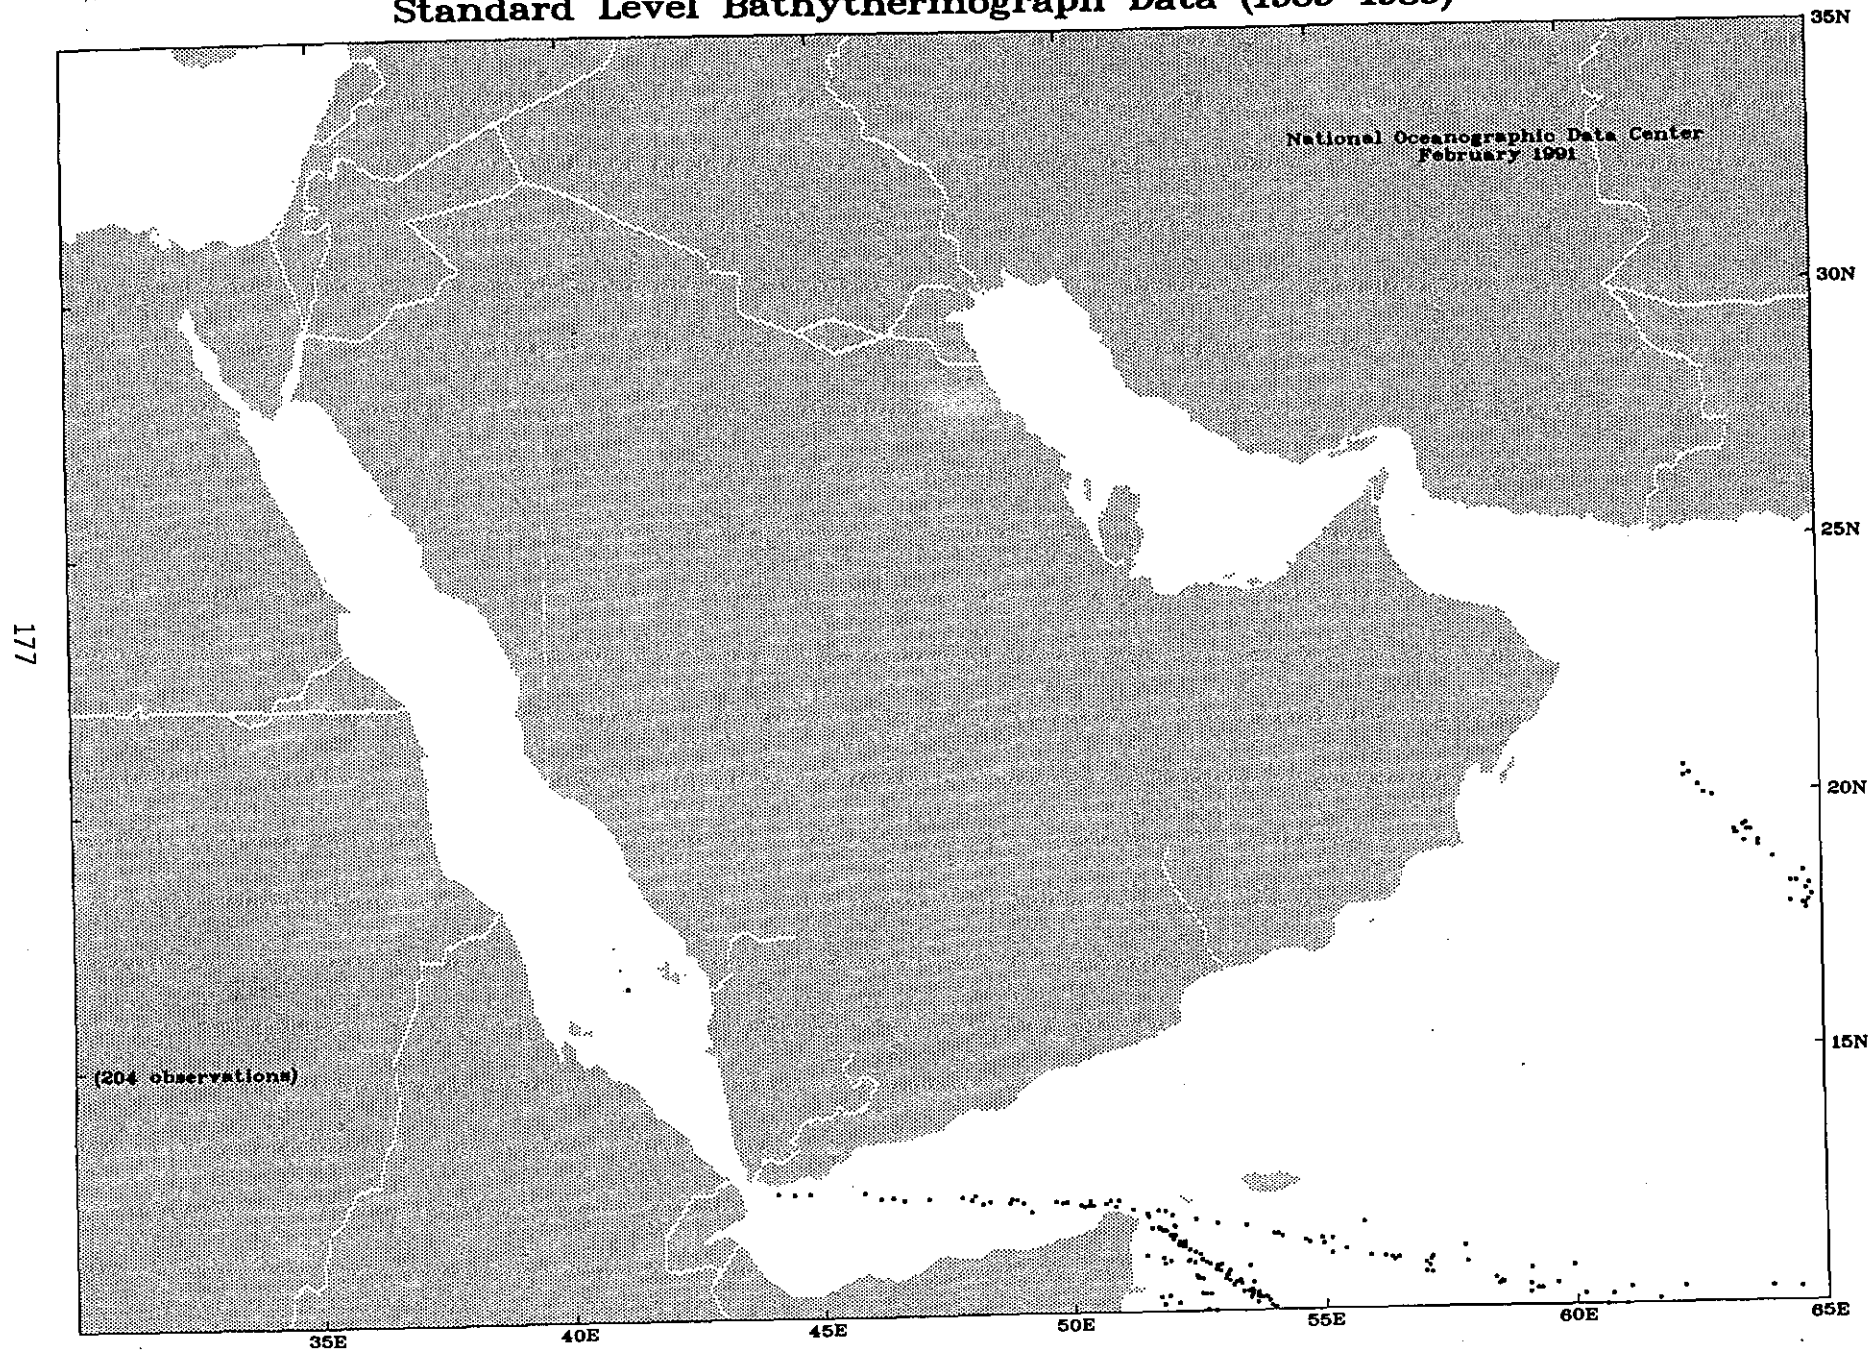 Standard Level Bathythermograph Data
35N
National Oceanographic Data Center
February 1991
30N
25N
177
20N
15N
(204 observations)
35E
40E
45E
50E
55E
60E
65E